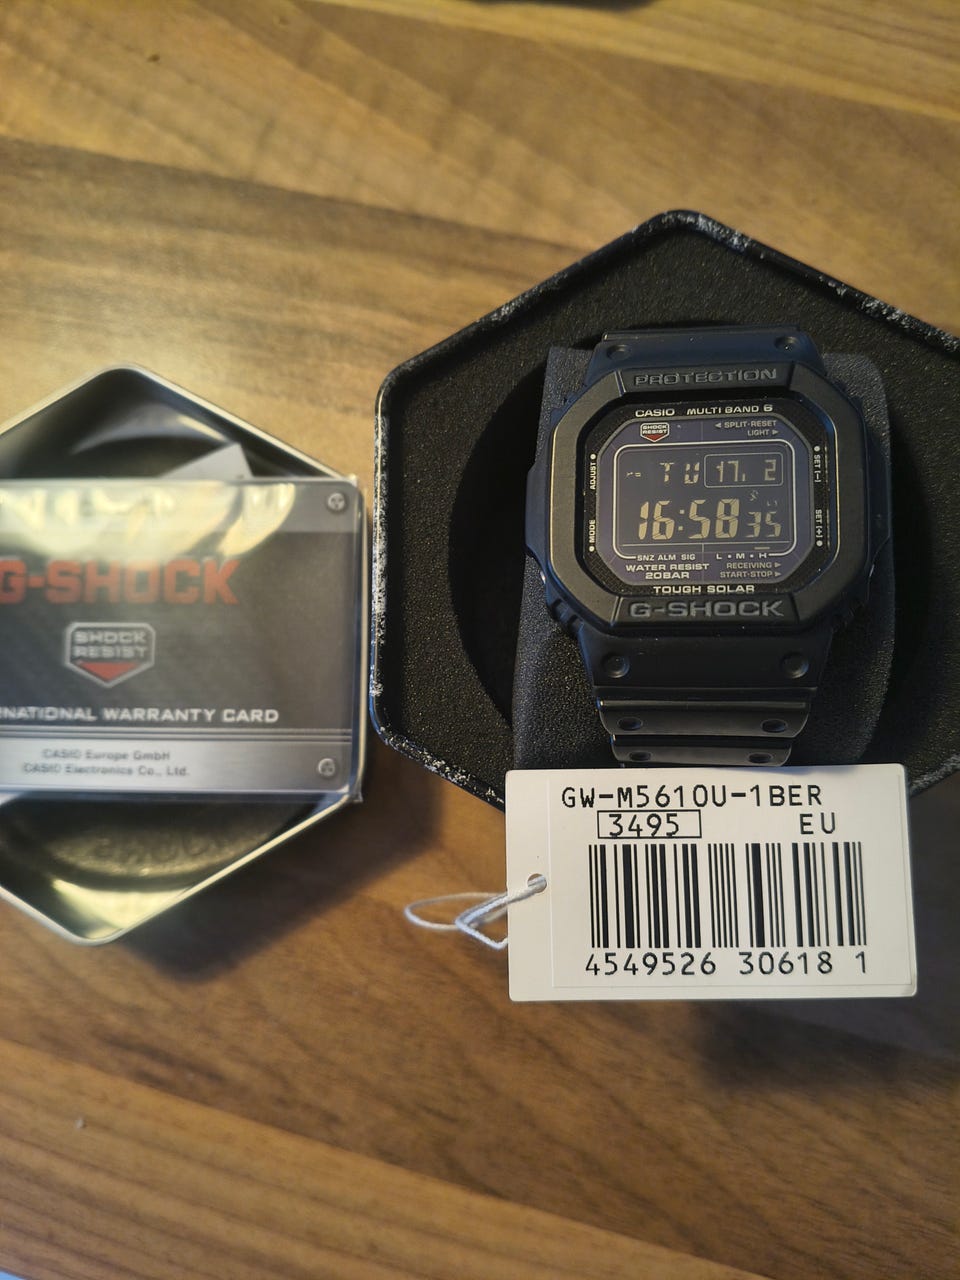 PROTECTION
CASIO MULTI BAND 6
SHOCK
RESIST
◄ SPLIT·RESET
LIGHT ►
ADJUST
MODE
SET [−]
SET [+]
TU 17. 2
16:58 35
SNZ ALM SIG L • M • H
WATER RESIST
20BAR
RECEIVING ►
START·STOP ►
TOUGH SOLAR
G-SHOCK
G-SHOCK
SHOCK
RESIST
RNATIONAL WARRANTY CARD
CASIO Europe GmbH
CASIO Electronics Co., Ltd.
GW-M5610U-1BER
3495 EU
4549526 30618 1